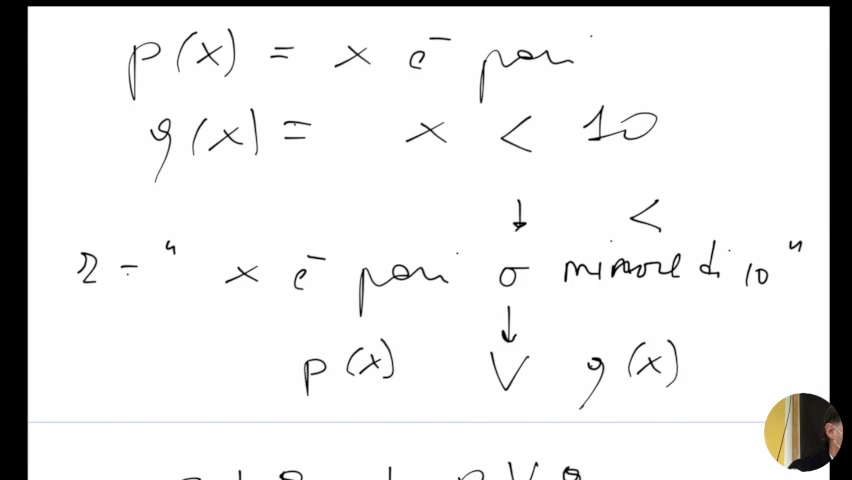 p(x) = x è pari
q(x) = x < 10
<
r = " x è pari o minore di 10 "
p(x) V q(x)
p V q